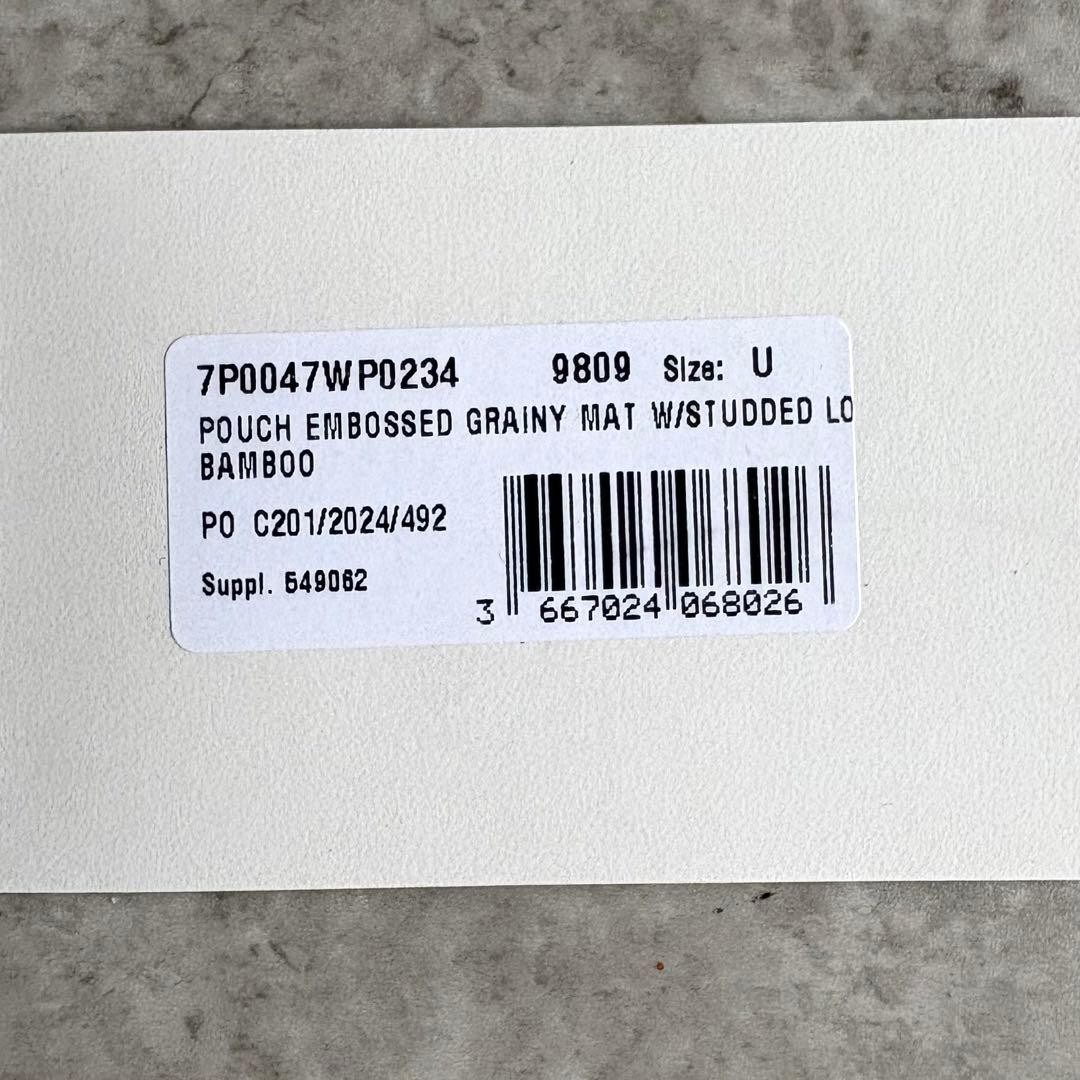 7P0047WP0234 9809 Size: U
POUCH EMBOSSED GRAINY MAT W/STUDDED LO
BAMBOO
PO C201/2024/492
Suppl. 549062
3 667024 068026